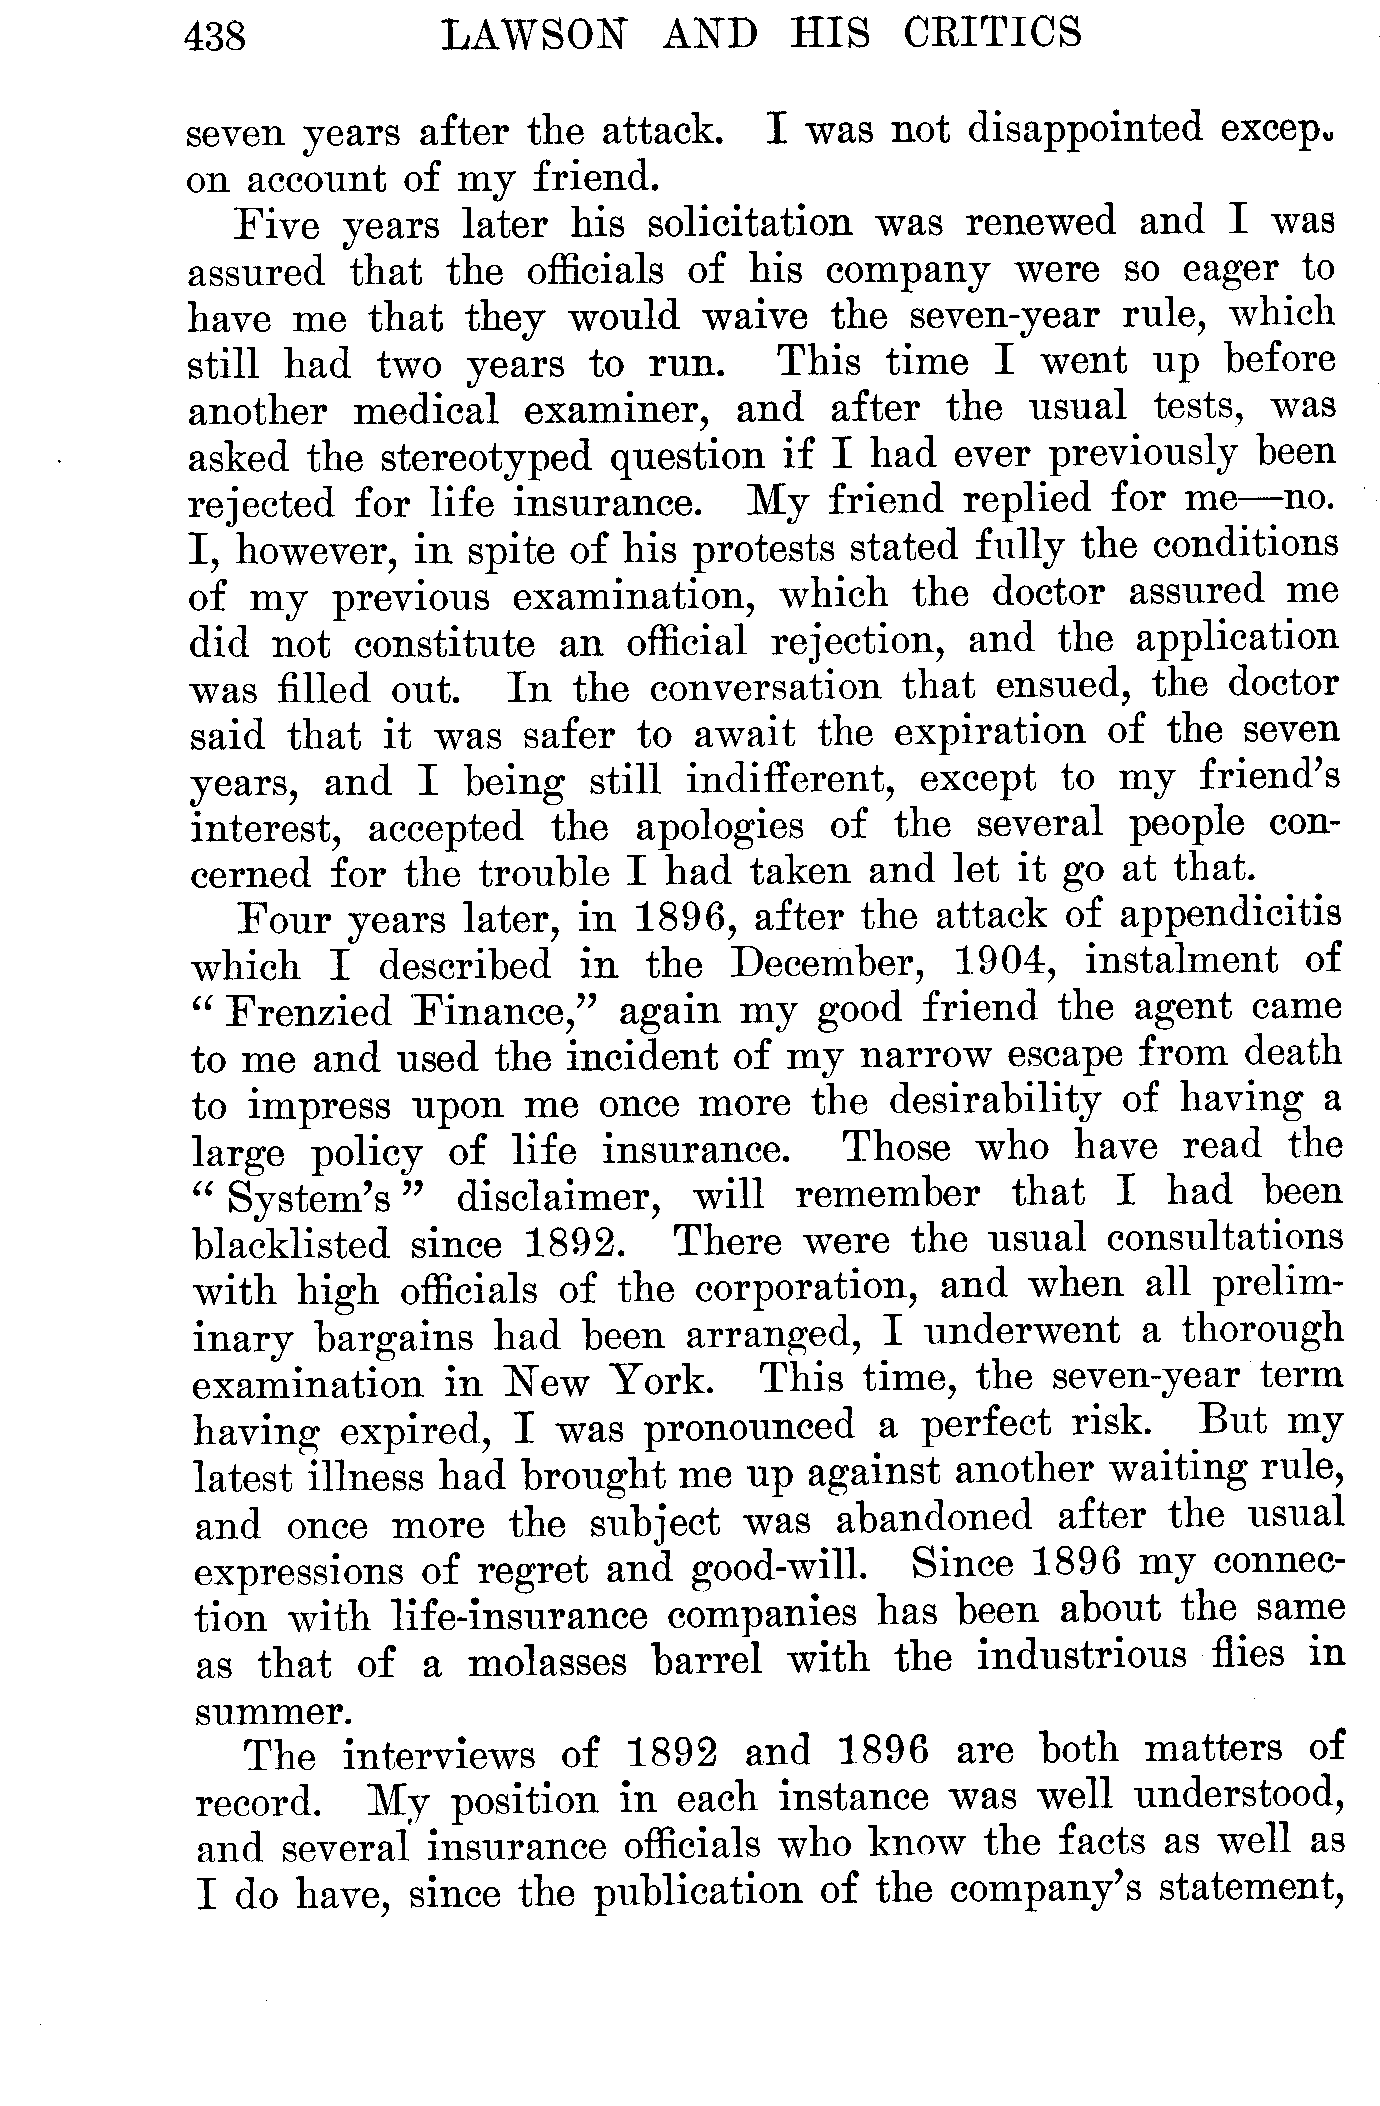 438 LAWSON AND HIS CRITICS
seven years after the attack. I was not disappointed excep
on account of my friend.
Five years later his solicitation was renewed and I was
assured that the officials of his company were so eager to
have me that they would waive the seven-year rule, which
still had two years to run. This time I went up before
another medical examiner, and after the usual tests, was
asked the stereotyped question if I had ever previously been
rejected for life insurance. My friend replied for me—no.
I, however, in spite of his protests stated fully the conditions
of my previous examination, which the doctor assured me
did not constitute an official rejection, and the application
was filled out. In the conversation that ensued, the doctor
said that it was safer to await the expiration of the seven
years, and I being still indifferent, except to my friend's
interest, accepted the apologies of the several people con-
cerned for the trouble I had taken and let it go at that.
Four years later, in 1896, after the attack of appendicitis
which I described in the December, 1904, instalment of
“ Frenzied Finance,” again my good friend the agent came
to me and used the incident of my narrow escape from death
to impress upon me once more the desirability of having a
large policy of life insurance. Those who have read the
“ System's ” disclaimer, will remember that I had been
blacklisted since 1892. There were the usual consultations
with high officials of the corporation, and when all prelim-
inary bargains had been arranged, I underwent a thorough
examination in New York. This time, the seven-year term
having expired, I was pronounced a perfect risk. But my
latest illness had brought me up against another waiting rule,
and once more the subject was abandoned after the usual
expressions of regret and good-will. Since 1896 my connec-
tion with life-insurance companies has been about the same
as that of a molasses barrel with the industrious flies in
summer.
The interviews of 1892 and 1896 are both matters of
record. My position in each instance was well understood,
and several insurance officials who know the facts as well as
I do have, since the publication of the company's statement,